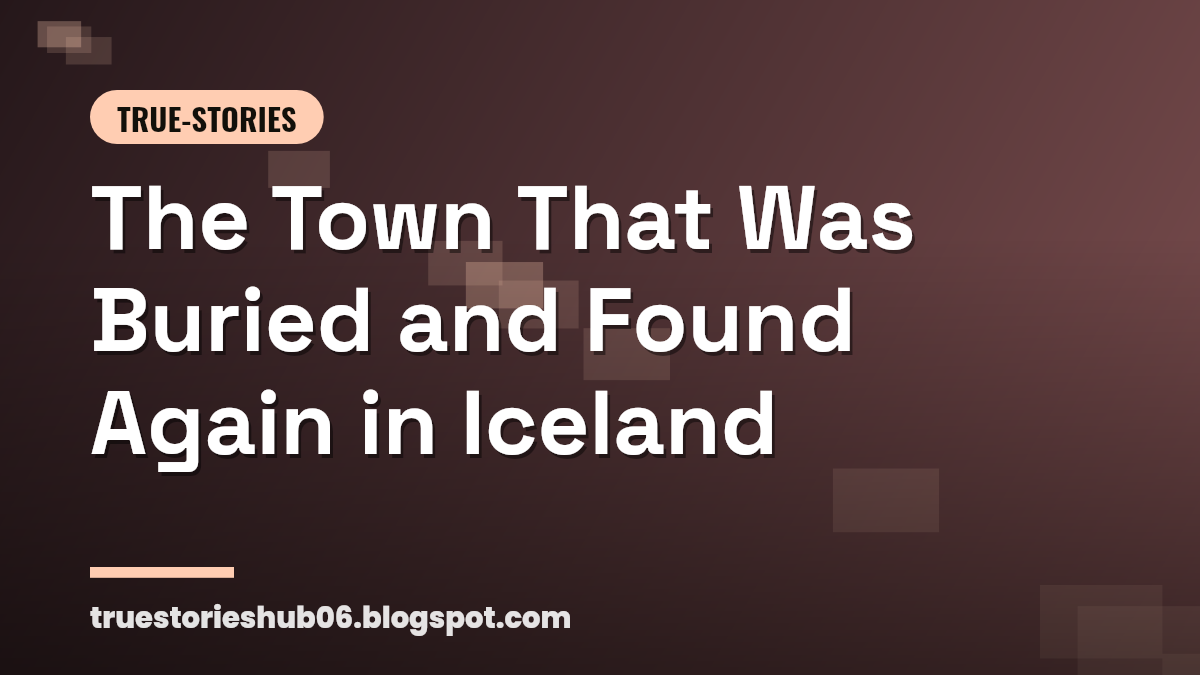 TRUE-STORIES
The Town That Was
Buried and Found
Again in Iceland
truestorieshub06.blogspot.com